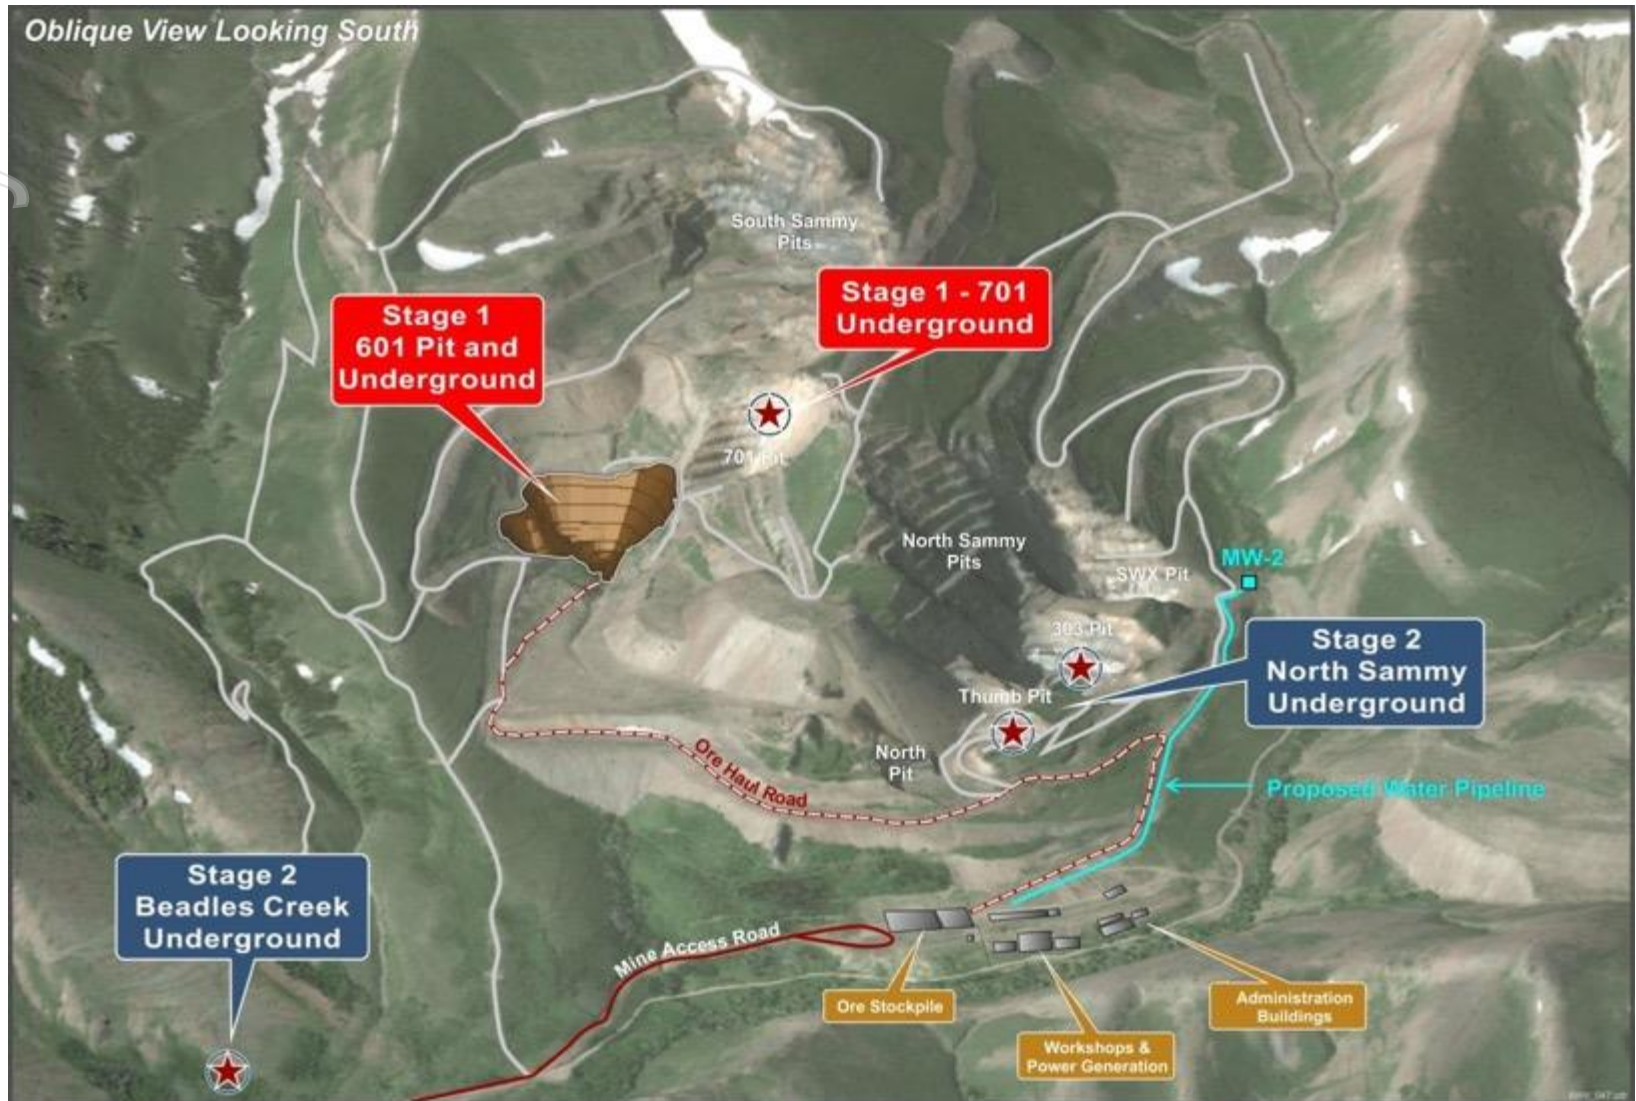 Oblique View Looking South
South Sammy
Pits
Stage 1 - 701
Underground
Stage 1
601 Pit and
Underground
701 Pit
North Sammy
Pits
SWX Pit
MW-2
303 Pit
Stage 2
North Sammy
Underground
Thumb Pit
North
Pit
Ore Haul Road
Proposed Water Pipeline
Stage 2
Beadles Creek
Underground
Mine Access Road
Ore Stockpile
Administration
Buildings
Workshops &
Power Generation